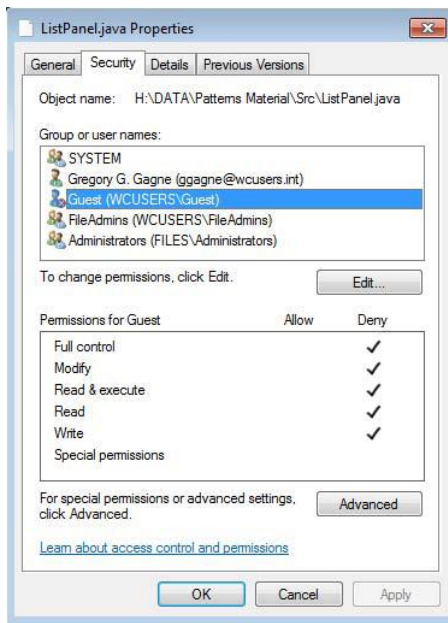 ListPanel.java Properties
General Security Details Previous Versions
Object name: H:\DATA\Patterns Material\Src\ListPanel.java
Group or user names:
SYSTEM
Gregory G. Gagne (ggagne@wcusers.int)
Guest (WCUSERS\Guest)
FileAdmins (WCUSERS\FileAdmins)
Administrators (FILES\Administrators)
To change permissions, click Edit. Edit...
Permissions for Guest Allow Deny
Full control
Modify
Read & execute
Read
Write
Special permissions
For special permissions or advanced settings, click Advanced. Advanced
Learn about access control and permissions
OK Cancel Apply